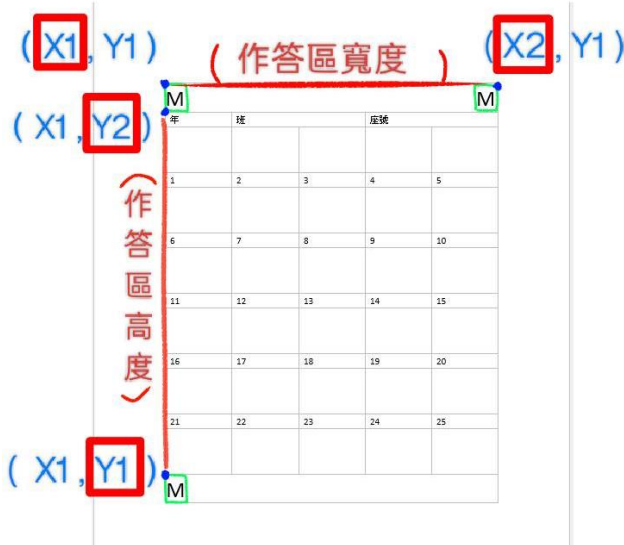 ( X1 , Y1 )
( 作答區寬度 )
( X2 , Y1 )
M
M
( X1 , Y2 )
年 班 座號
1 2 3 4 5
(作答區高度)
6 7 8 9 10
11 12 13 14 15
16 17 18 19 20
21 22 23 24 25
( X1 , Y1 )
M